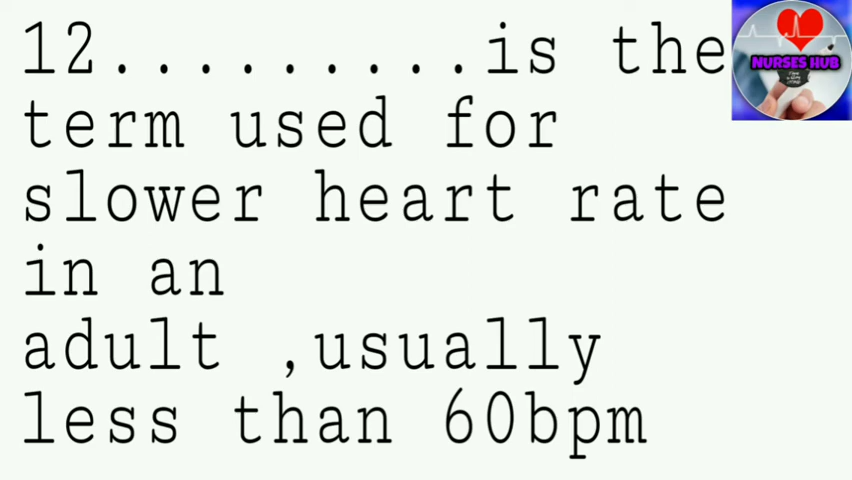 12.........is the
term used for
slower heart rate
in an
adult ,usually
less than 60bpm
NURSES HUB